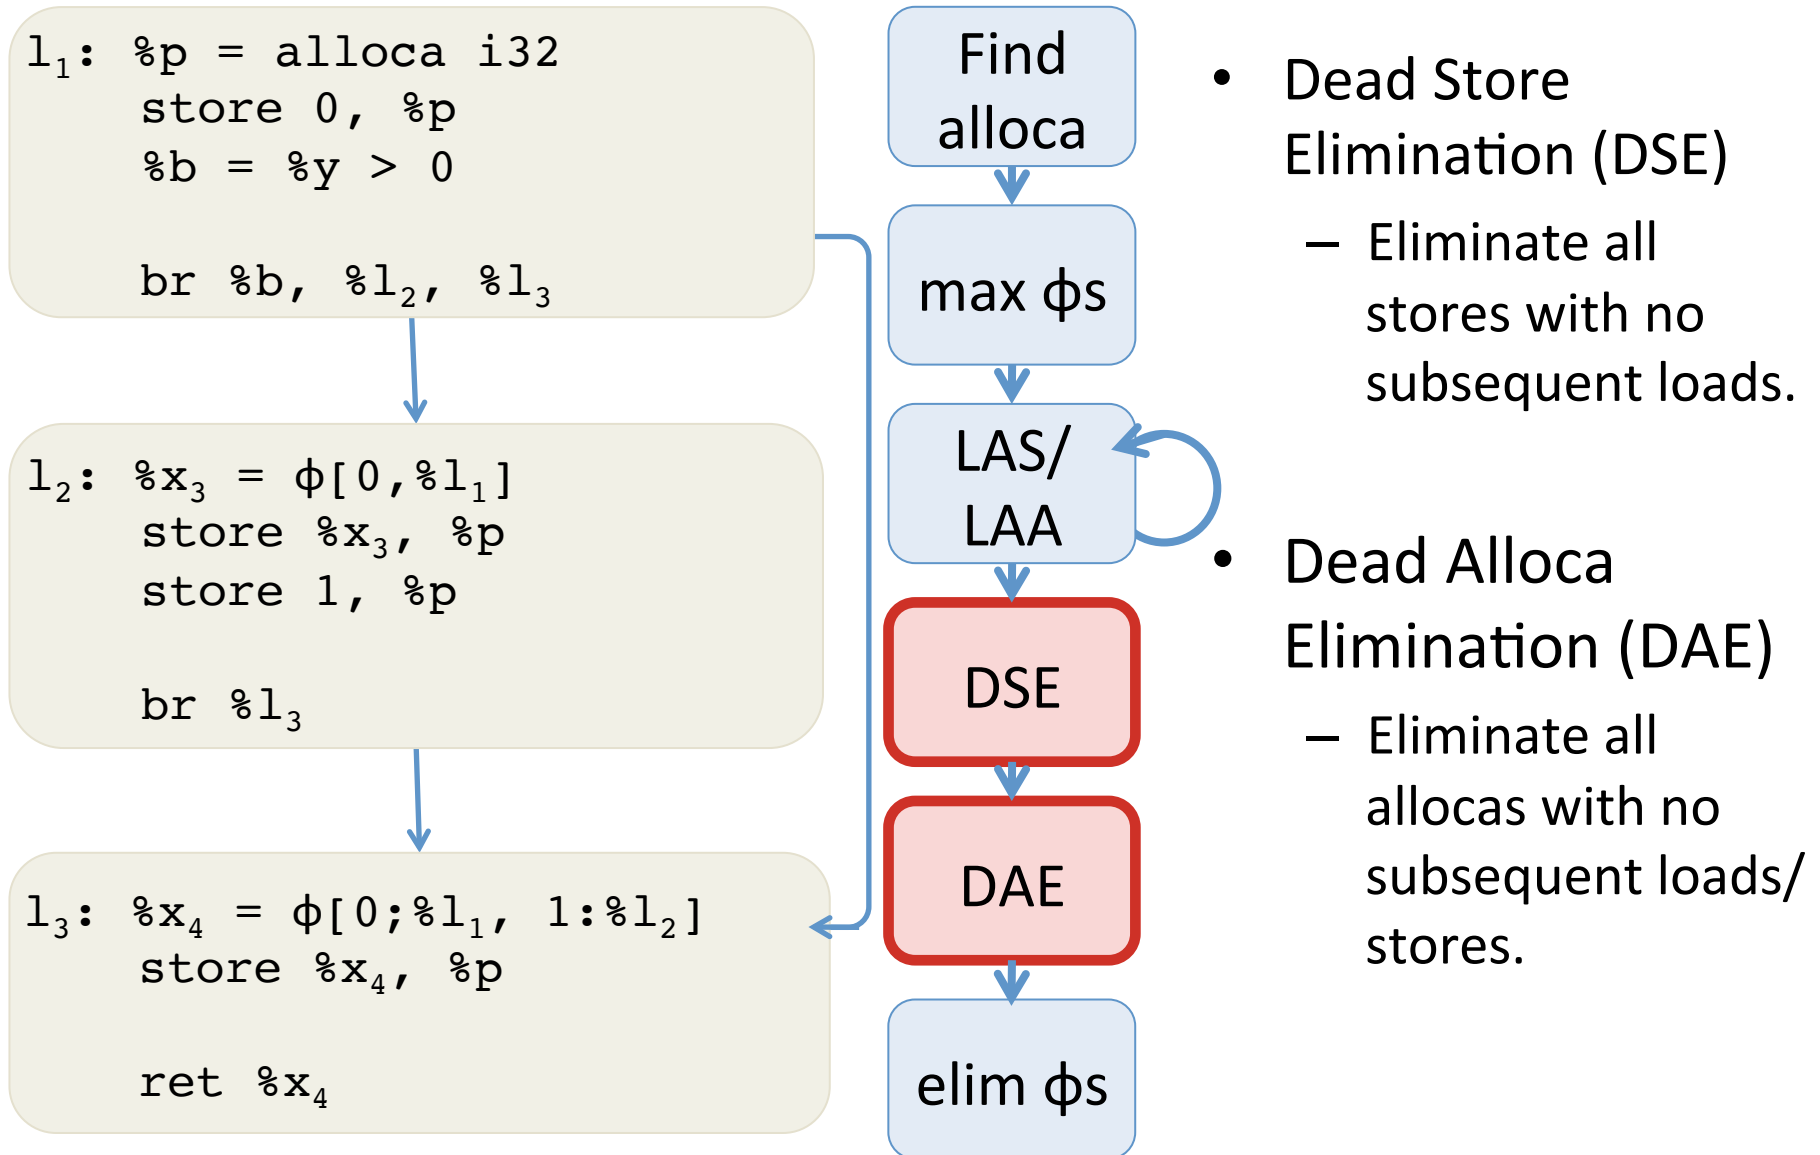 l₁: %p = alloca i32
store 0, %p
%b = %y > 0
br %b, %l₂, %l₃
l₂: %x₃ = ϕ[0,%l₁]
store %x₃, %p
store 1, %p
br %l₃
l₃: %x₄ = ϕ[0;%l₁, 1:%l₂]
store %x₄, %p
ret %x₄
Find
alloca
max ϕs
LAS/
LAA
DSE
DAE
elim ϕs
• Dead Store
Elimination (DSE)
– Eliminate all
stores with no
subsequent loads.
• Dead Alloca
Elimination (DAE)
– Eliminate all
allocas with no
subsequent loads/
stores.